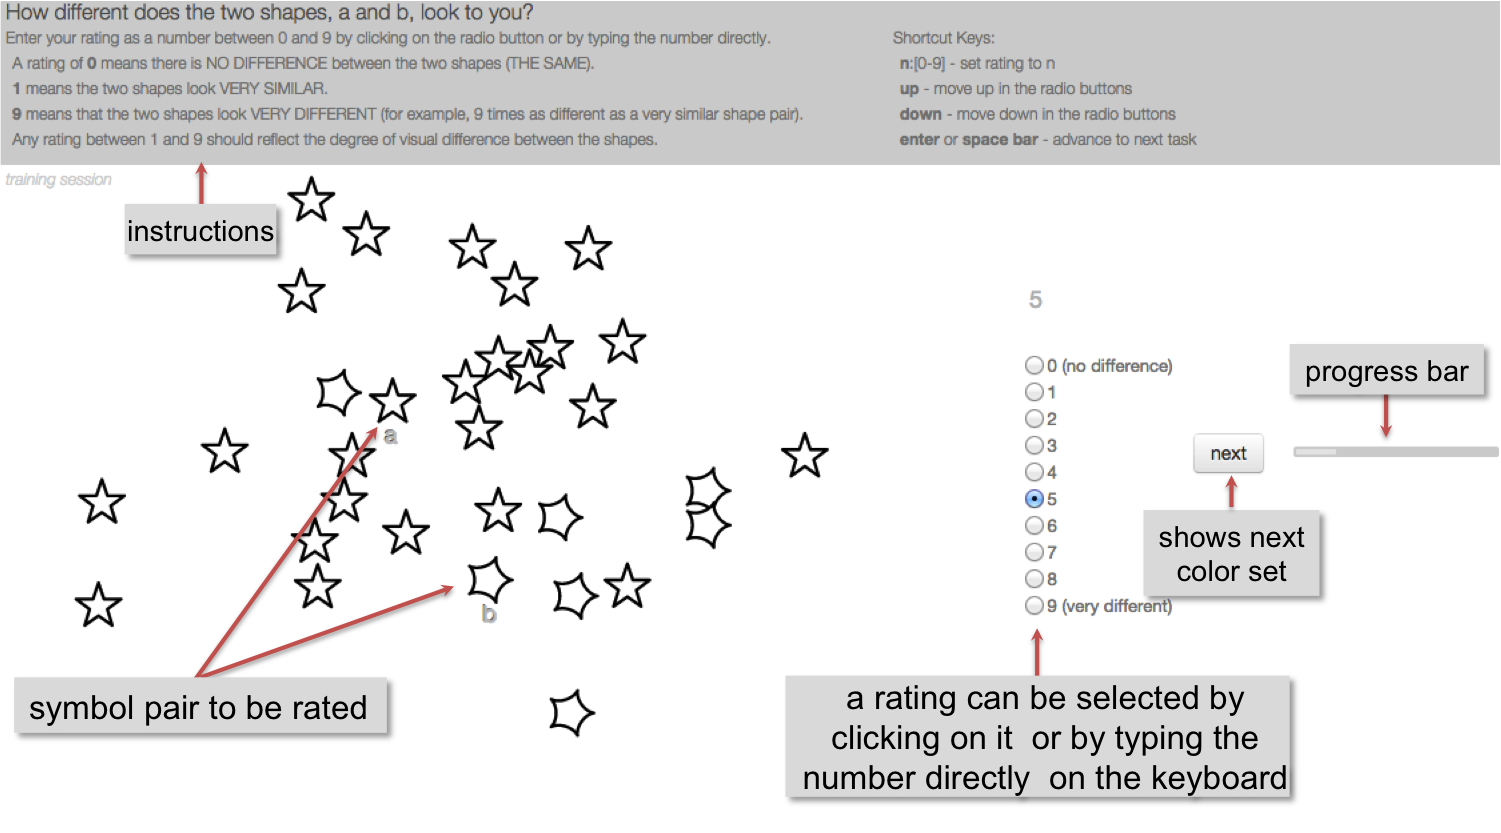 How different does the two shapes, a and b, look to you?
Enter your rating as a number between 0 and 9 by clicking on the radio button or by typing the number directly.
A rating of 0 means there is NO DIFFERENCE between the two shapes (THE SAME).
1 means the two shapes look VERY SIMILAR.
9 means that the two shapes look VERY DIFFERENT (for example, 9 times as different as a very similar shape pair).
Any rating between 1 and 9 should reflect the degree of visual difference between the shapes.
Shortcut Keys:
n:[0-9] - set rating to n
up - move up in the radio buttons
down - move down in the radio buttons
enter or space bar - advance to next task
training session
instructions
a
b
symbol pair to be rated
5
0 (no difference)
1
2
3
4
5
6
7
8
9 (very different)
next
progress bar
shows next
color set
a rating can be selected by
clicking on it or by typing the
number directly on the keyboard